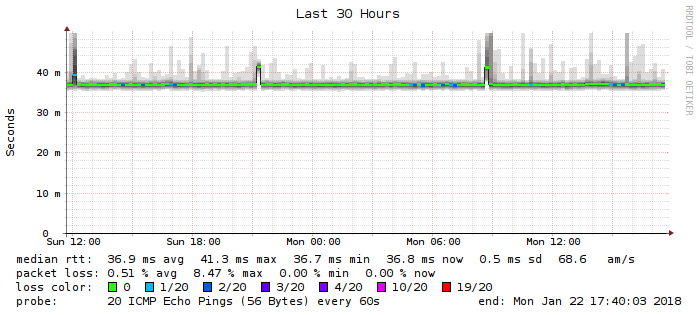 Last 30 Hours
RRDTOOL / TOBI OETIKER
Seconds
40 m
30 m
20 m
10 m
0
Sun 12:00 Sun 18:00 Mon 00:00 Mon 06:00 Mon 12:00
median rtt: 36.9 ms avg 41.3 ms max 36.7 ms min 36.8 ms now 0.5 ms sd 68.6 am/s
packet loss: 0.51 % avg 8.47 % max 0.00 % min 0.00 % now
loss color: 0 1/20 2/20 3/20 4/20 10/20 19/20
probe: 20 ICMP Echo Pings (56 Bytes) every 60s end: Mon Jan 22 17:40:03 2018